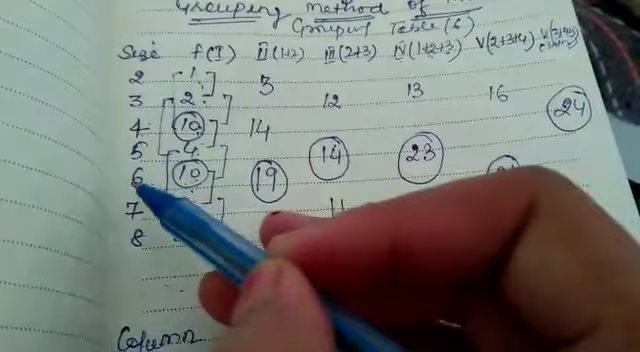 Grouping method of
Grouping Table (6)
Size f(I) II(1+2) III(2+3) IV(1+2+3) V(2+3+4)
2 1 3
3 2 12 13 16
4 10 14 24
5 4 14 23
6 10 19
7 11
8
Column